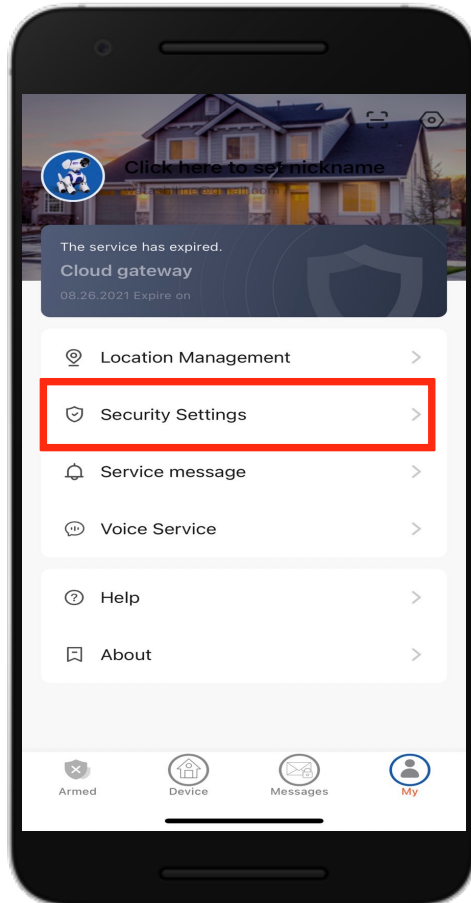 Click here to set nickname
The service has expired.
Cloud gateway
08.26.2021 Expire on
Location Management
Security Settings
Service message
Voice Service
Help
About
Armed
Device
Messages
My